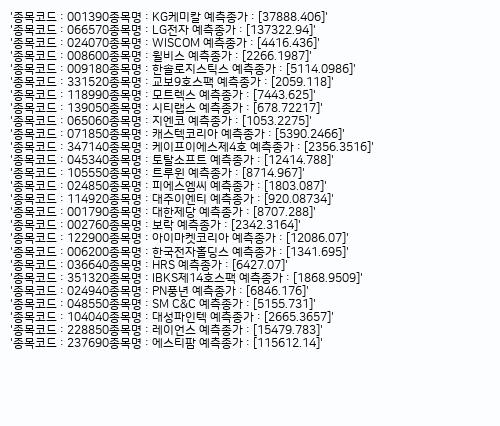 '종목코드 : 001390종목명 : KG케미칼 예측종가 : [37888.406]'
'종목코드 : 066570종목명 : LG전자 예측종가 : [137322.94]'
'종목코드 : 024070종목명 : WISCOM 예측종가 : [4416.436]'
'종목코드 : 008600종목명 : 윌비스 예측종가 : [2266.1987]'
'종목코드 : 009180종목명 : 한솔로지스틱스 예측종가 : [5114.0986]'
'종목코드 : 331520종목명 : 교보9호스팩 예측종가 : [2059.118]'
'종목코드 : 118990종목명 : 모트렉스 예측종가 : [7443.625]'
'종목코드 : 139050종목명 : 시티랩스 예측종가 : [678.72217]'
'종목코드 : 065060종목명 : 지엔코 예측종가 : [1053.2275]'
'종목코드 : 071850종목명 : 캐스텍코리아 예측종가 : [5390.2466]'
'종목코드 : 347140종목명 : 케이프이에스제4호 예측종가 : [2356.3516]'
'종목코드 : 045340종목명 : 토탈소프트 예측종가 : [12414.788]'
'종목코드 : 105550종목명 : 트루윈 예측종가 : [8714.967]'
'종목코드 : 024850종목명 : 피에스엠씨 예측종가 : [1803.087]'
'종목코드 : 114920종목명 : 대주이엔티 예측종가 : [920.08734]'
'종목코드 : 001790종목명 : 대한제당 예측종가 : [8707.288]'
'종목코드 : 002760종목명 : 보락 예측종가 : [2342.3164]'
'종목코드 : 122900종목명 : 아이마켓코리아 예측종가 : [12086.07]'
'종목코드 : 006200종목명 : 한국전자홀딩스 예측종가 : [1341.695]'
'종목코드 : 036640종목명 : HRS 예측종가 : [6427.07]'
'종목코드 : 351320종목명 : IBKS제14호스팩 예측종가 : [1868.9509]'
'종목코드 : 024940종목명 : PN풍년 예측종가 : [6846.176]'
'종목코드 : 048550종목명 : SM C&C 예측종가 : [5155.731]'
'종목코드 : 104040종목명 : 대성파인텍 예측종가 : [2665.3657]'
'종목코드 : 228850종목명 : 레이언스 예측종가 : [15479.783]'
'종목코드 : 237690종목명 : 에스티팜 예측종가 : [115612.14]'